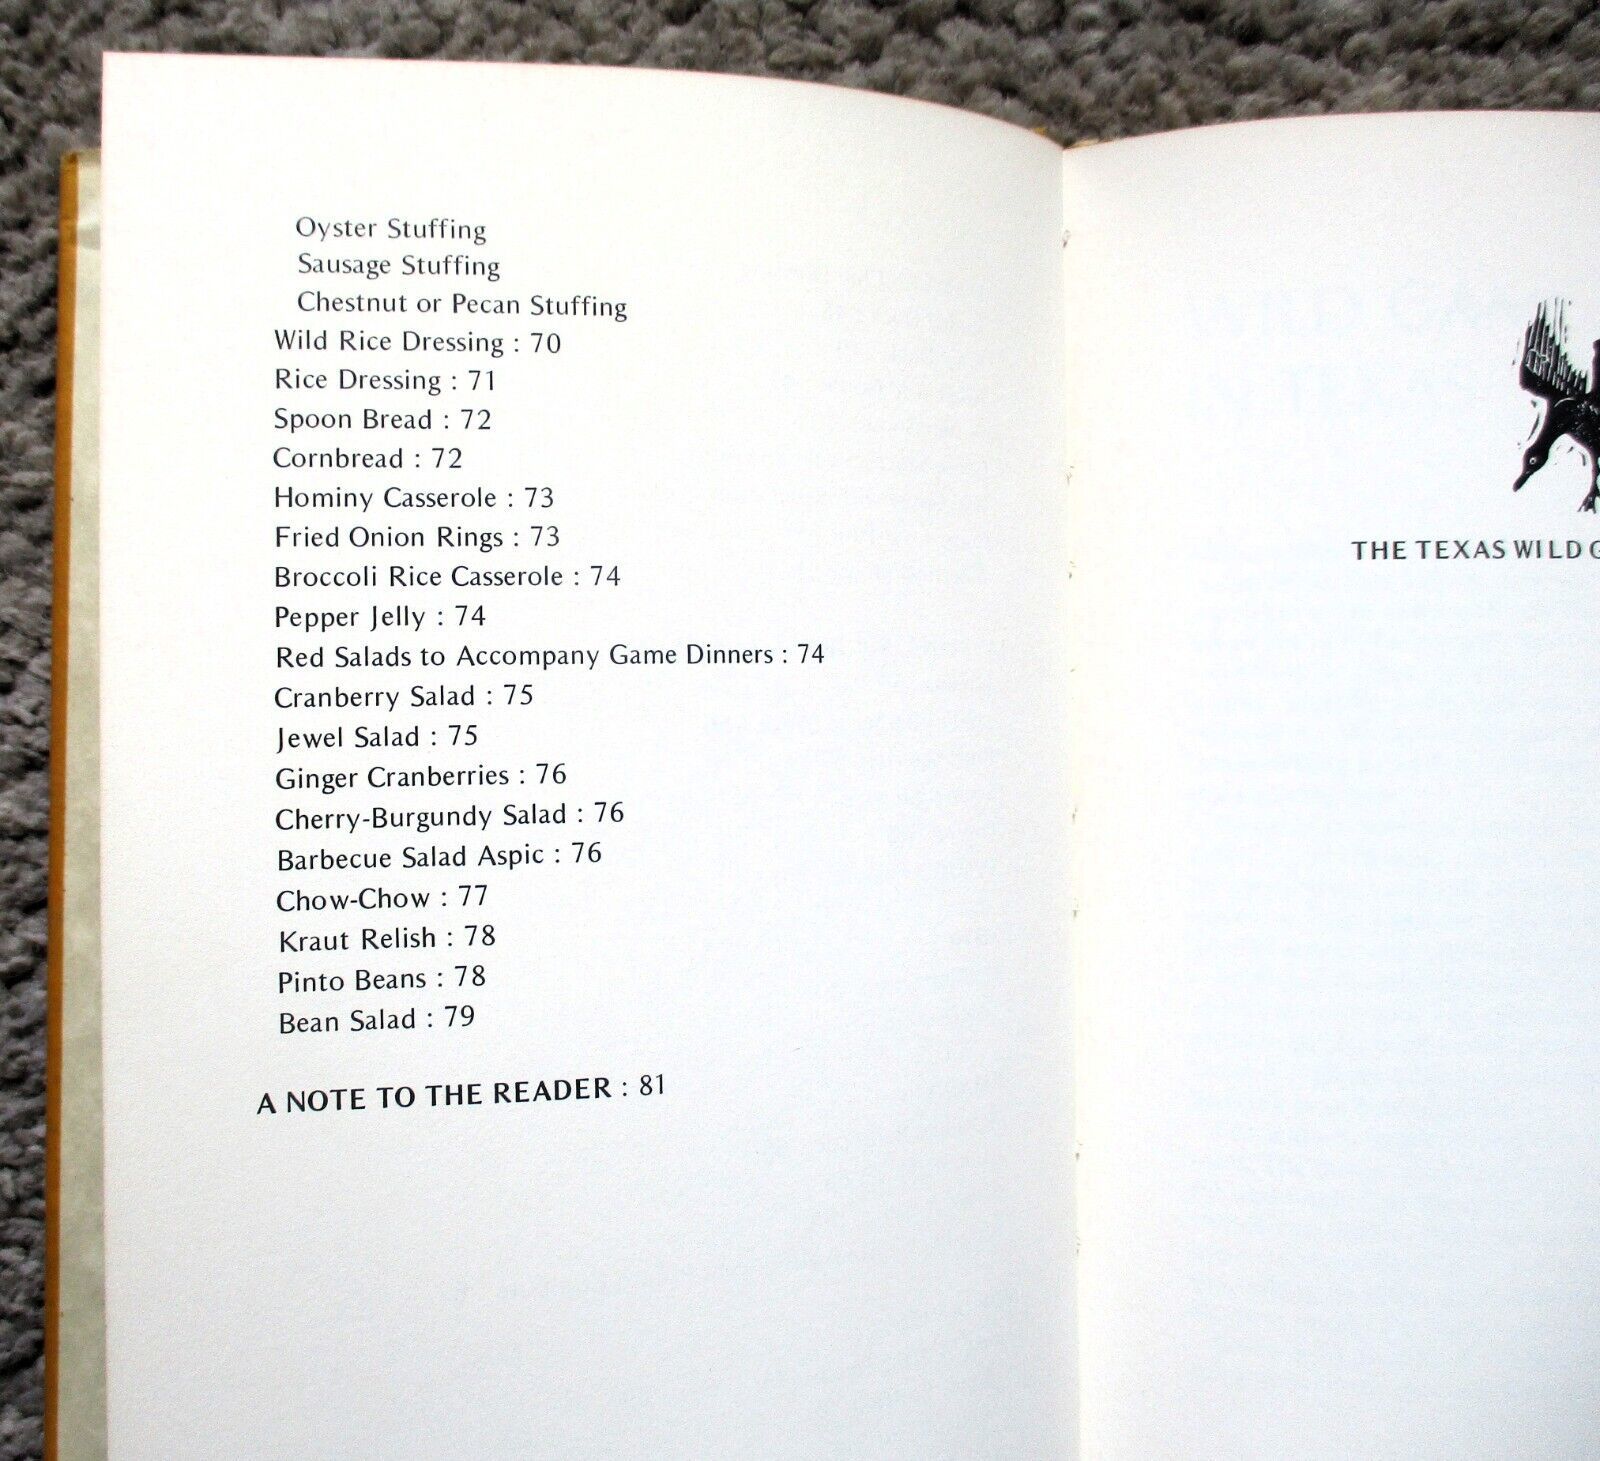 Oyster Stuffing
Sausage Stuffing
Chestnut or Pecan Stuffing
Wild Rice Dressing : 70
Rice Dressing : 71
Spoon Bread : 72
Cornbread : 72
Hominy Casserole : 73
Fried Onion Rings : 73
Broccoli Rice Casserole : 74
Pepper Jelly : 74
Red Salads to Accompany Game Dinners : 74
Cranberry Salad : 75
Jewel Salad : 75
Ginger Cranberries : 76
Cherry-Burgundy Salad : 76
Barbecue Salad Aspic : 76
Chow-Chow : 77
Kraut Relish : 78
Pinto Beans : 78
Bean Salad : 79
A NOTE TO THE READER : 81
THE TEXAS WILD